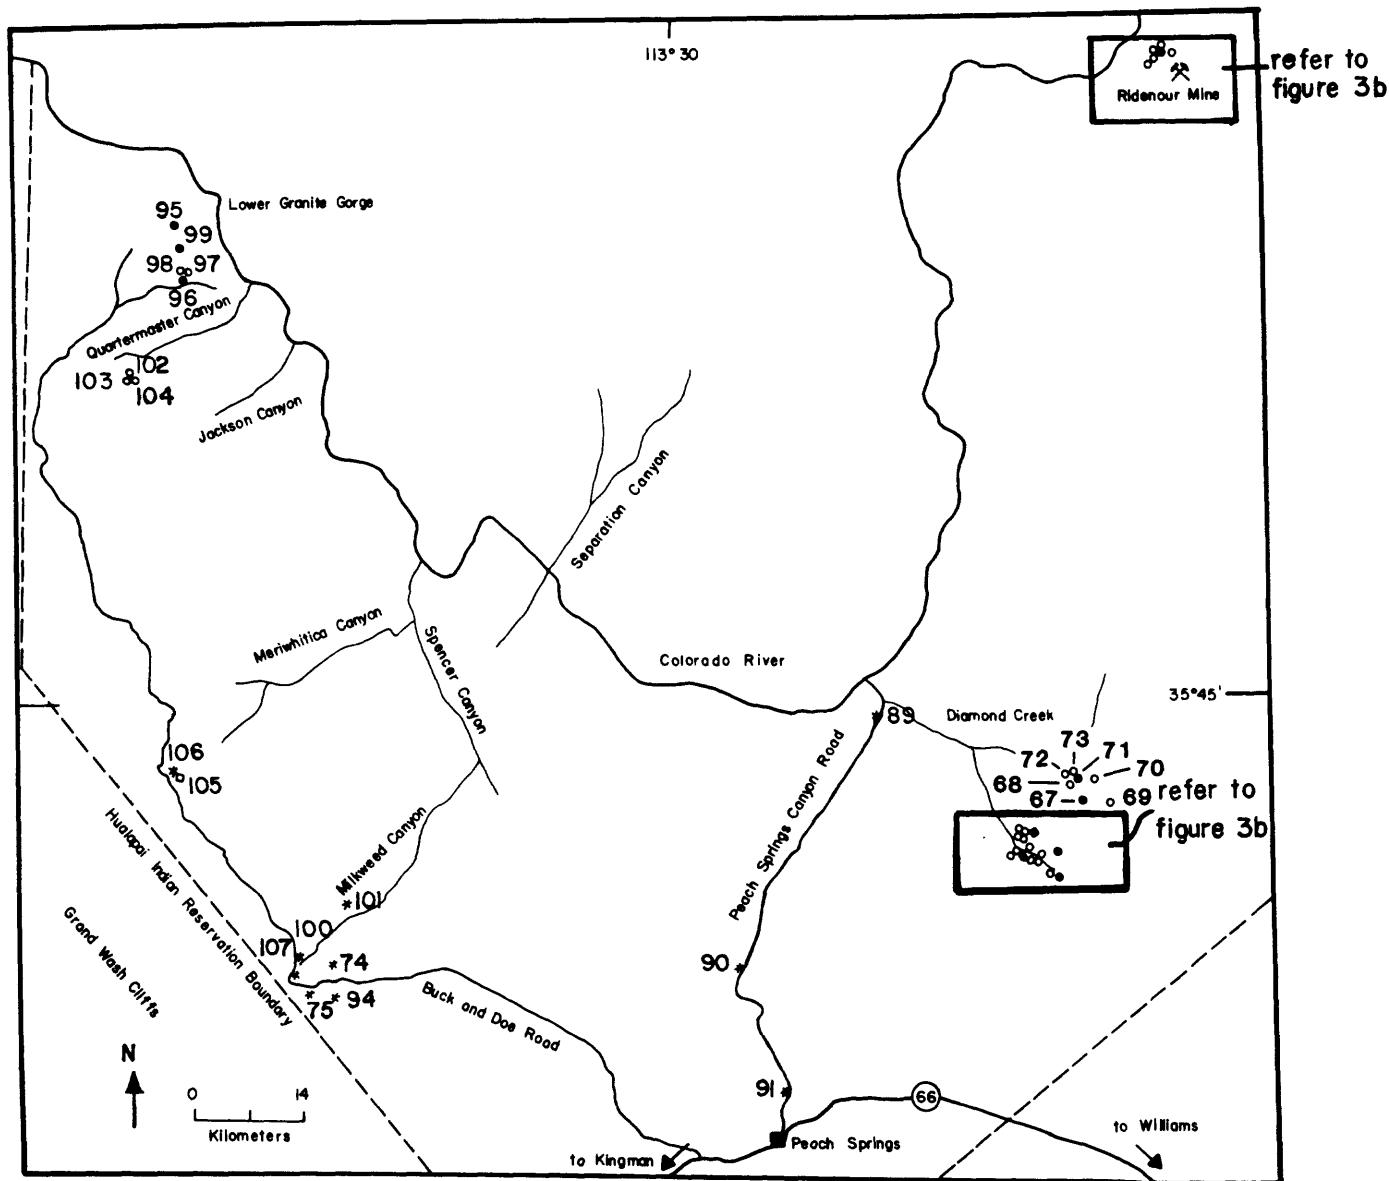 113°30
refer to
figure 3b
Ridenour Mine
Lower Granite Gorge
95
99
98
97
96
Quartermaster Canyon
102
103
104
Jackson Canyon
Separation Canyon
Meriwhitica Canyon
Spencer Canyon
Colorado River
35°45'
89
Diamond Creek
73
72
71
70
68
67
69
refer to
figure 3b
106
105
Peach Springs Canyon Road
Milkweed Canyon
Hualapai Indian Reservation Boundary
Grand Wash Cliffs
101
100
107
74
75
94
90
Buck and Doe Road
N
0 14
Kilometers
91
66
Peach Springs
to Kingman
to Williams